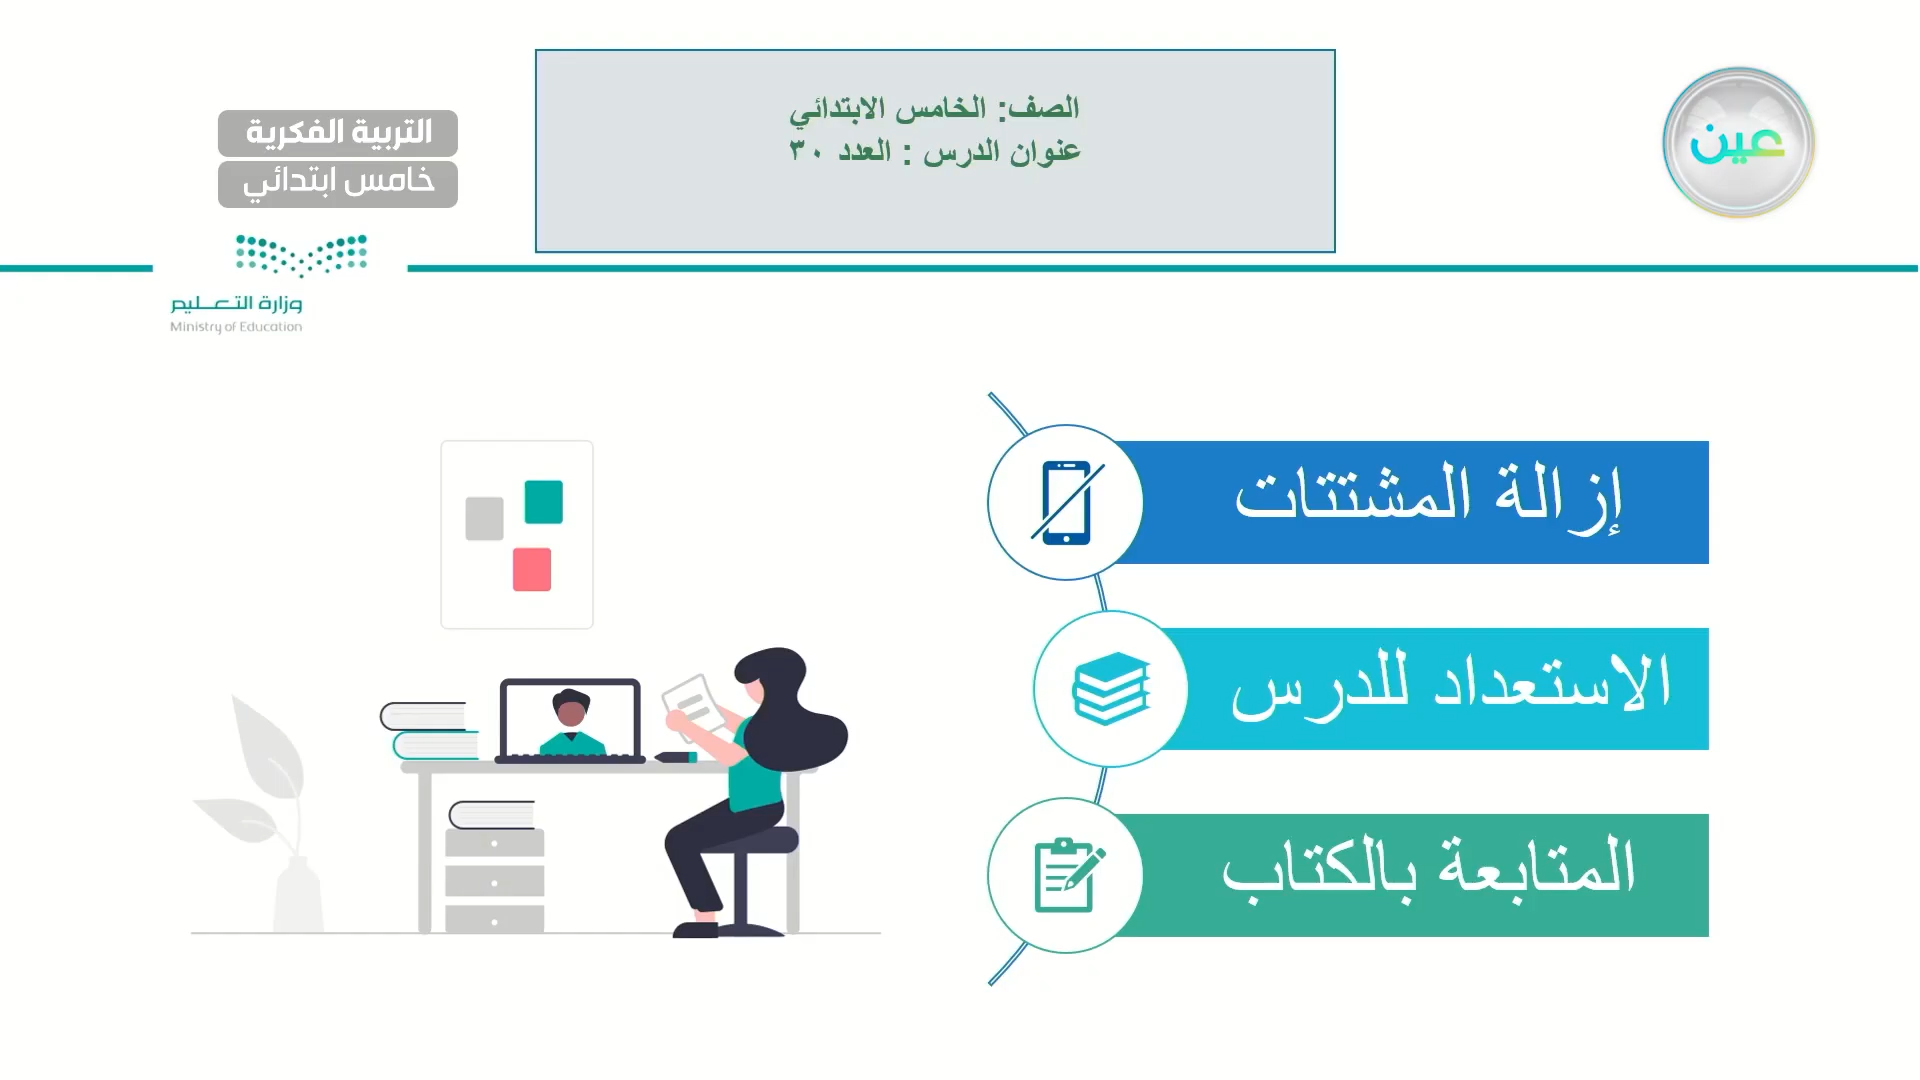 الصف: الخامس الابتدائي
عنوان الدرس : العدد ٣٠
عين
التربية الفكرية
خامس ابتدائي
وزارة التعليم
Ministry of Education
إزالة المشتتات
الاستعداد للدرس
المتابعة بالكتاب